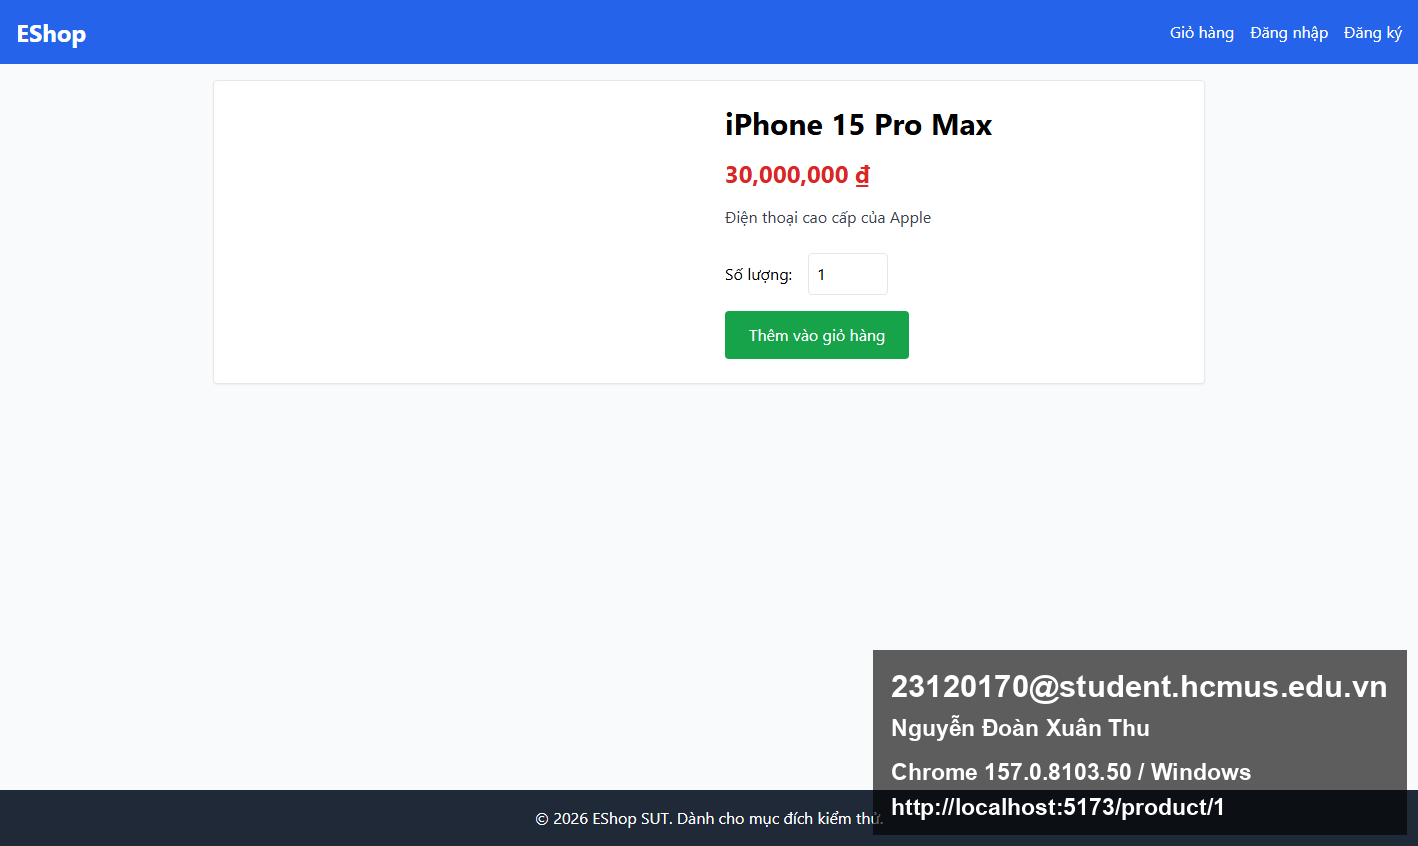 EShop
Giỏ hàng Đăng nhập Đăng ký
iPhone 15 Pro Max
30,000,000 ₫
Điện thoại cao cấp của Apple
Số lượng: 1
Thêm vào giỏ hàng
23120170@student.hcmus.edu.vn
Nguyễn Đoàn Xuân Thu
Chrome 157.0.8103.50 / Windows
http://localhost:5173/product/1
© 2026 EShop SUT. Dành cho mục đích kiểm thử.